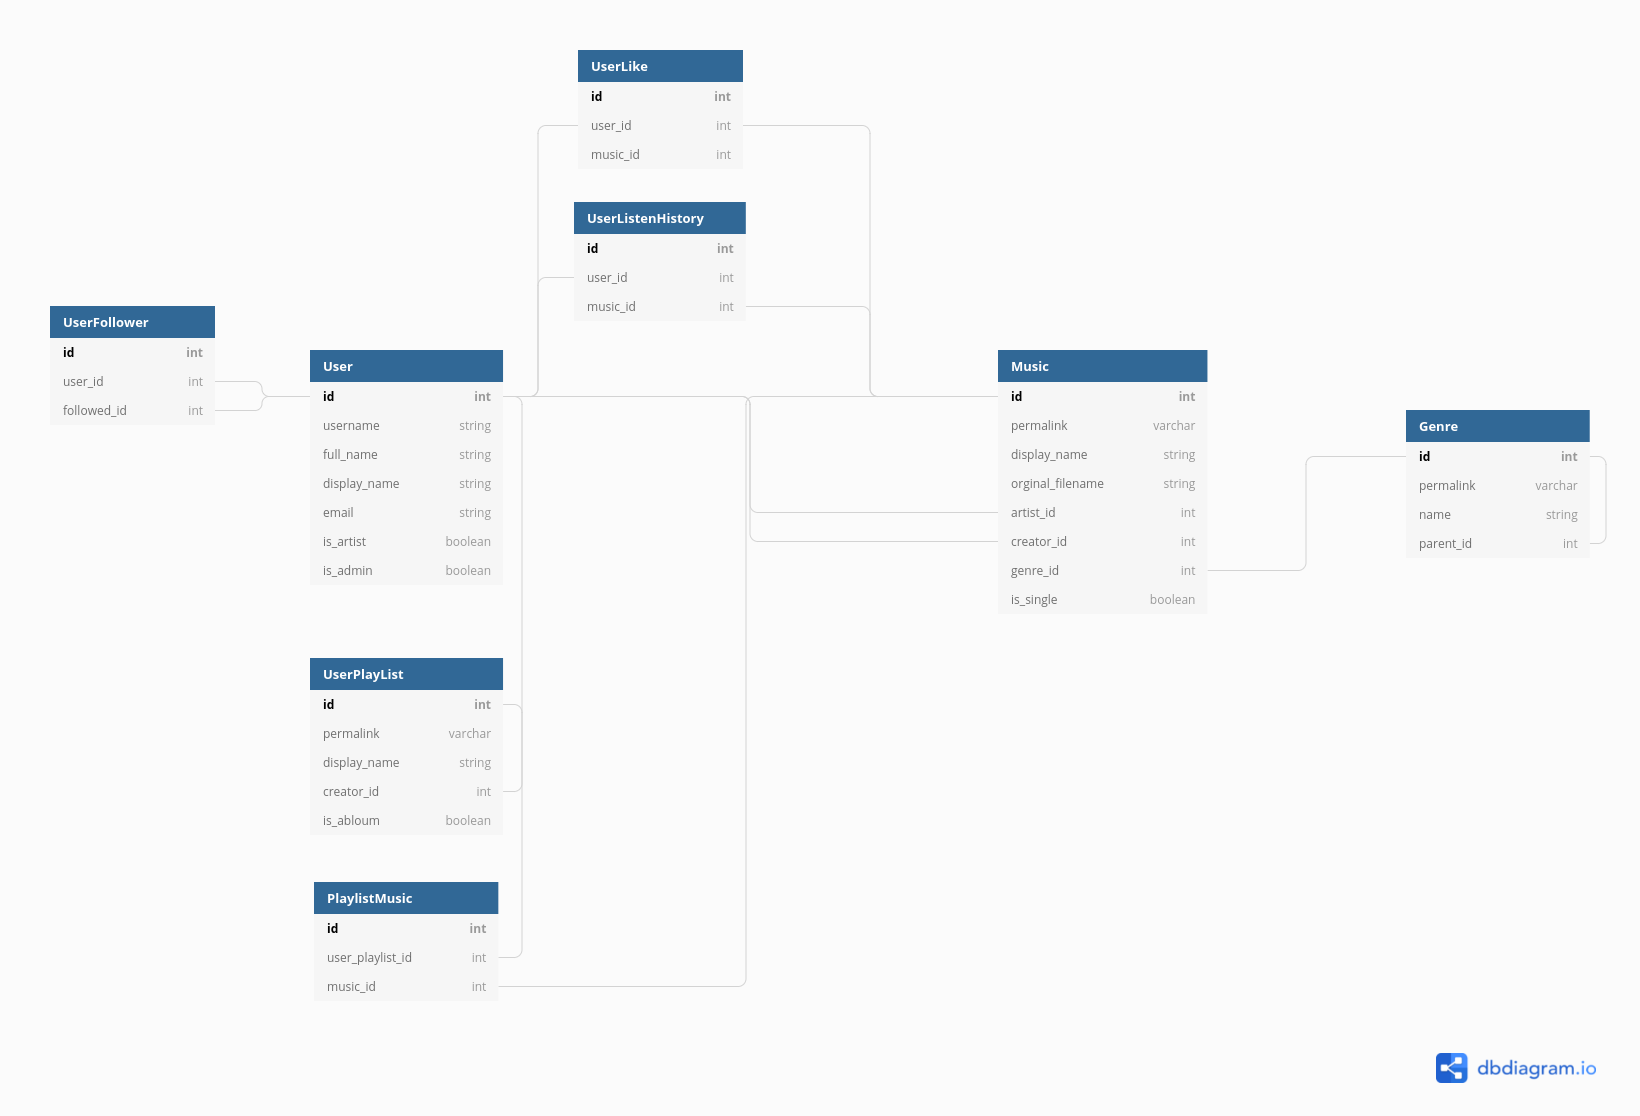 UserLike
id int
user_id int
music_id int
UserListenHistory
id int
user_id int
music_id int
UserFollower
id int
user_id int
followed_id int
User
id int
username string
full_name string
display_name string
email string
is_artist boolean
is_admin boolean
Music
id int
permalink varchar
display_name string
orginal_filename string
artist_id int
creator_id int
genre_id int
is_single boolean
Genre
id int
permalink varchar
name string
parent_id int
UserPlayList
id int
permalink varchar
display_name string
creator_id int
is_abloum boolean
PlaylistMusic
id int
user_playlist_id int
music_id int
dbdiagram.io